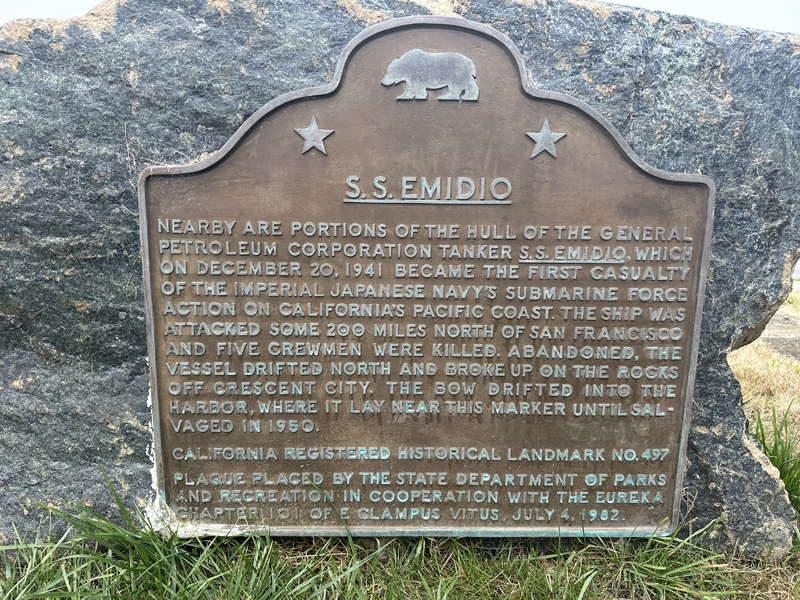 S. S. EMIDIO
NEARBY ARE PORTIONS OF THE HULL OF THE GENERAL
PETROLEUM CORPORATION TANKER S.S. EMIDIO, WHICH
ON DECEMBER 20, 1941 BECAME THE FIRST CASUALTY
OF THE IMPERIAL JAPANESE NAVY'S SUBMARINE FORCE
ACTION ON CALIFORNIA'S PACIFIC COAST. THE SHIP WAS
ATTACKED SOME 200 MILES NORTH OF SAN FRANCISCO
AND FIVE CREWMEN WERE KILLED. ABANDONED, THE
VESSEL DRIFTED NORTH AND BROKE UP ON THE ROCKS
OFF CRESCENT CITY. THE BOW DRIFTED INTO THE
HARBOR, WHERE IT LAY NEAR THIS MARKER UNTIL SAL-
VAGED IN 1950.
CALIFORNIA REGISTERED HISTORICAL LANDMARK NO. 497
PLAQUE PLACED BY THE STATE DEPARTMENT OF PARKS
AND RECREATION IN COOPERATION WITH THE EUREKA
CHAPTER 101 OF E CLAMPUS VITUS, JULY 4, 1982.